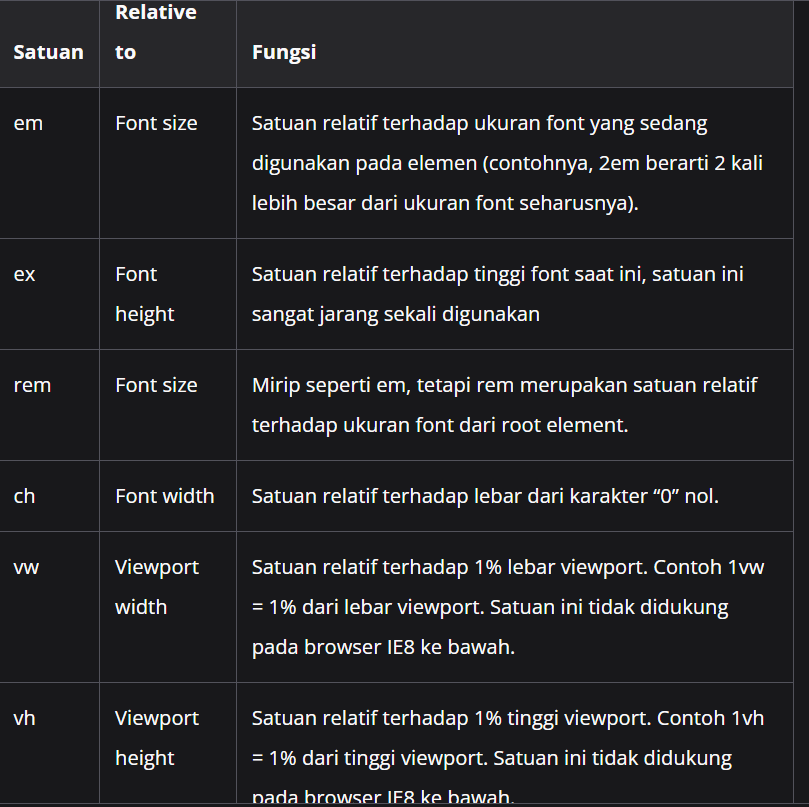 Satuan Relative to Fungsi
em Font size Satuan relatif terhadap ukuran font yang sedang
digunakan pada elemen (contohnya, 2em berarti 2 kali
lebih besar dari ukuran font seharusnya).
ex Font Satuan relatif terhadap tinggi font saat ini, satuan ini
height sangat jarang sekali digunakan
rem Font size Mirip seperti em, tetapi rem merupakan satuan relatif
terhadap ukuran font dari root element.
ch Font width Satuan relatif terhadap lebar dari karakter “0” nol.
vw Viewport Satuan relatif terhadap 1% lebar viewport. Contoh 1vw
width = 1% dari lebar viewport. Satuan ini tidak didukung
pada browser IE8 ke bawah.
vh Viewport Satuan relatif terhadap 1% tinggi viewport. Contoh 1vh
height = 1% dari tinggi viewport. Satuan ini tidak didukung
pada browser IE8 ke bawah.